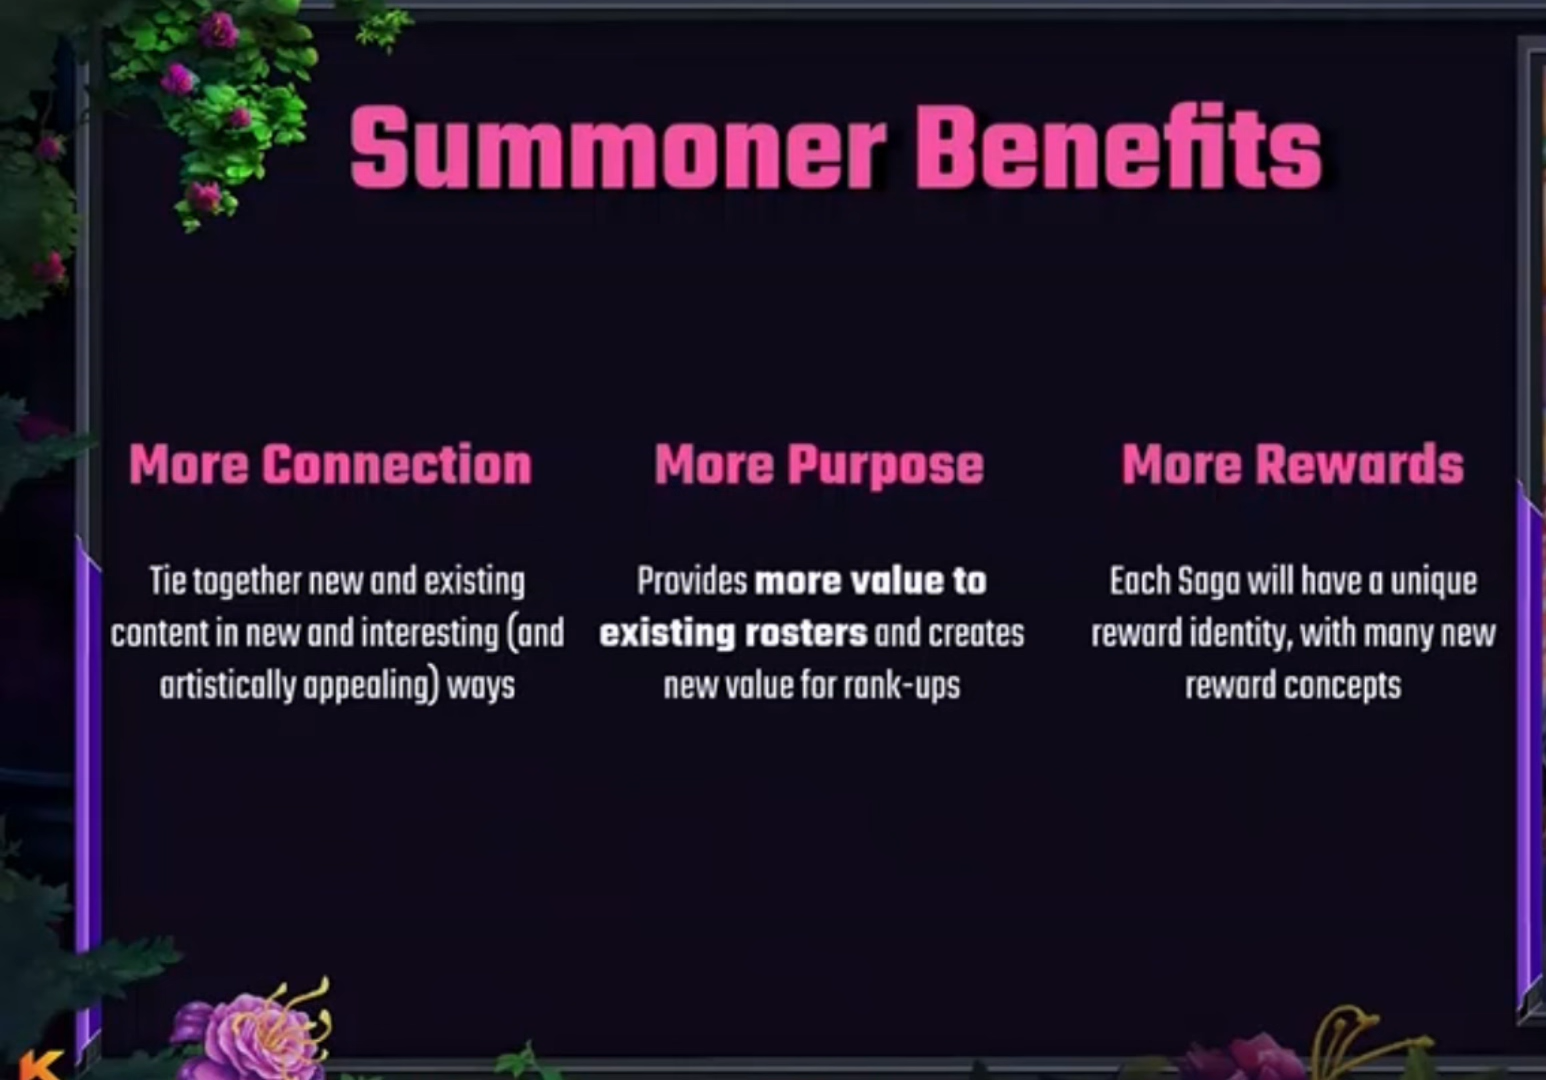 Summoner Benefits
More Connection
Tie together new and existing
content in new and interesting (and
artistically appealing) ways
More Purpose
Provides more value to
existing rosters and creates
new value for rank-ups
More Rewards
Each Saga will have a unique
reward identity, with many new
reward concepts
K